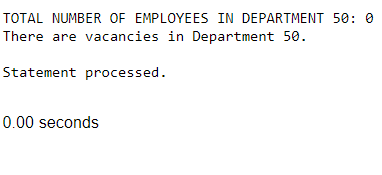 TOTAL NUMBER OF EMPLOYEES IN DEPARTMENT 50: 0
There are vacancies in Department 50.
Statement processed.
0.00 seconds